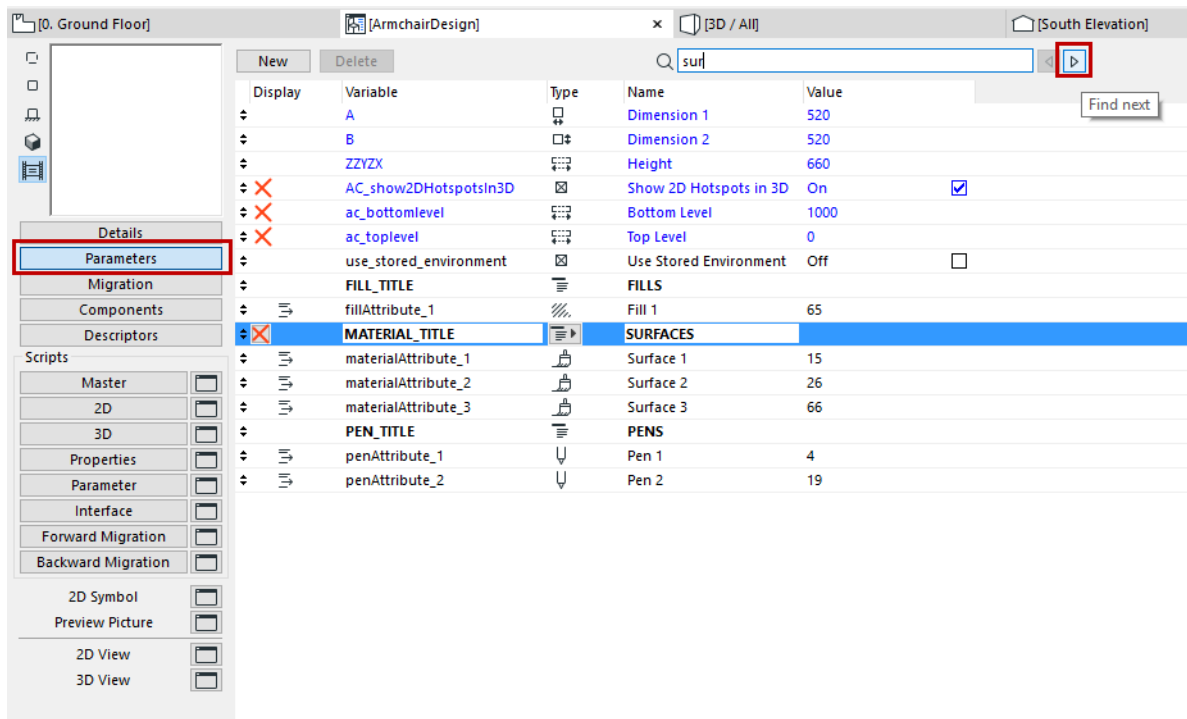 [0. Ground Floor] [ArmchairDesign] × [3D / All] [South Elevation]
New Delete sur
Find next
Display Variable Type Name Value
A Dimension 1 520
B Dimension 2 520
ZZYZX Height 660
AC_show2DHotspotsIn3D Show 2D Hotspots in 3D On
ac_bottomlevel Bottom Level 1000
ac_toplevel Top Level 0
use_stored_environment Use Stored Environment Off
FILL_TITLE FILLS
fillAttribute_1 Fill 1 65
MATERIAL_TITLE SURFACES
materialAttribute_1 Surface 1 15
materialAttribute_2 Surface 2 26
materialAttribute_3 Surface 3 66
PEN_TITLE PENS
penAttribute_1 Pen 1 4
penAttribute_2 Pen 2 19
Details
Parameters
Migration
Components
Descriptors
Scripts
Master
2D
3D
Properties
Parameter
Interface
Forward Migration
Backward Migration
2D Symbol
Preview Picture
2D View
3D View